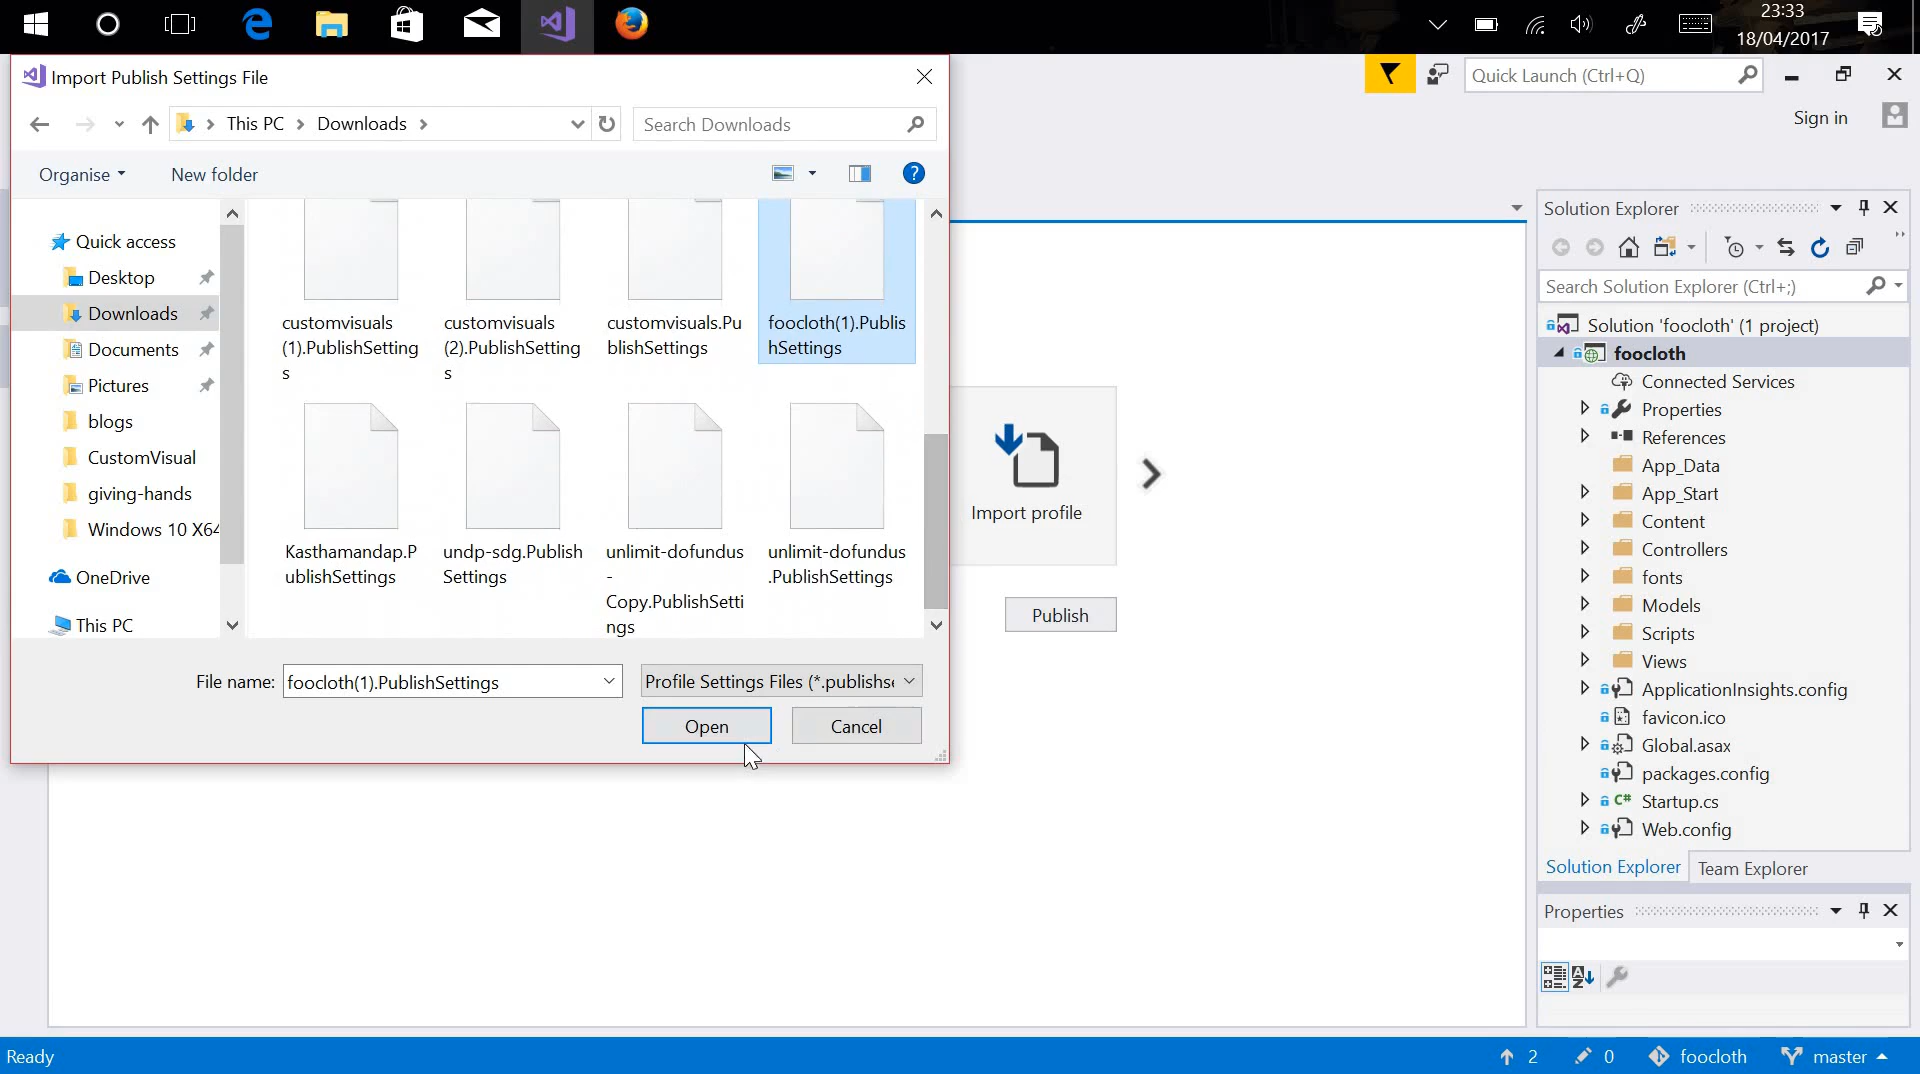 23:33
18/04/2017
Import Publish Settings File
Quick Launch (Ctrl+Q)
Sign in
This PC
Downloads
Search Downloads
Organise
New folder
Quick access
Desktop
Downloads
Documents
Pictures
blogs
CustomVisual
giving-hands
Windows 10 X64
OneDrive
This PC
customvisuals
(1).PublishSetting
s
customvisuals
(2).PublishSetting
s
customvisuals.Pu
blishSettings
foocloth(1).Publis
hSettings
Kasthamandap.P
ublishSettings
undp-sdg.Publish
Settings
unlimit-dofundus
-
Copy.PublishSetti
ngs
unlimit-dofundus
.PublishSettings
File name:
foocloth(1).PublishSettings
Profile Settings Files (*.publishse
Open
Cancel
Import profile
Publish
Solution Explorer
Search Solution Explorer (Ctrl+;)
Solution 'foocloth' (1 project)
foocloth
Connected Services
Properties
References
App_Data
App_Start
Content
Controllers
fonts
Models
Scripts
Views
ApplicationInsights.config
favicon.ico
Global.asax
packages.config
C# Startup.cs
Web.config
Solution Explorer
Team Explorer
Properties
Ready
2
0
foocloth
master